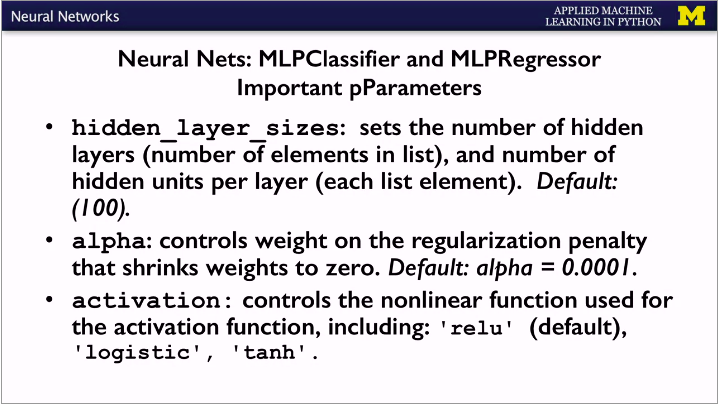 Neural Networks
APPLIED MACHINE
LEARNING IN PYTHON
M
Neural Nets: MLPClassifier and MLPRegressor
Important pParameters
• hidden_layer_sizes: sets the number of hidden
layers (number of elements in list), and number of
hidden units per layer (each list element). Default:
(100).
• alpha: controls weight on the regularization penalty
that shrinks weights to zero. Default: alpha = 0.0001.
• activation: controls the nonlinear function used for
the activation function, including: 'relu' (default),
'logistic', 'tanh'.